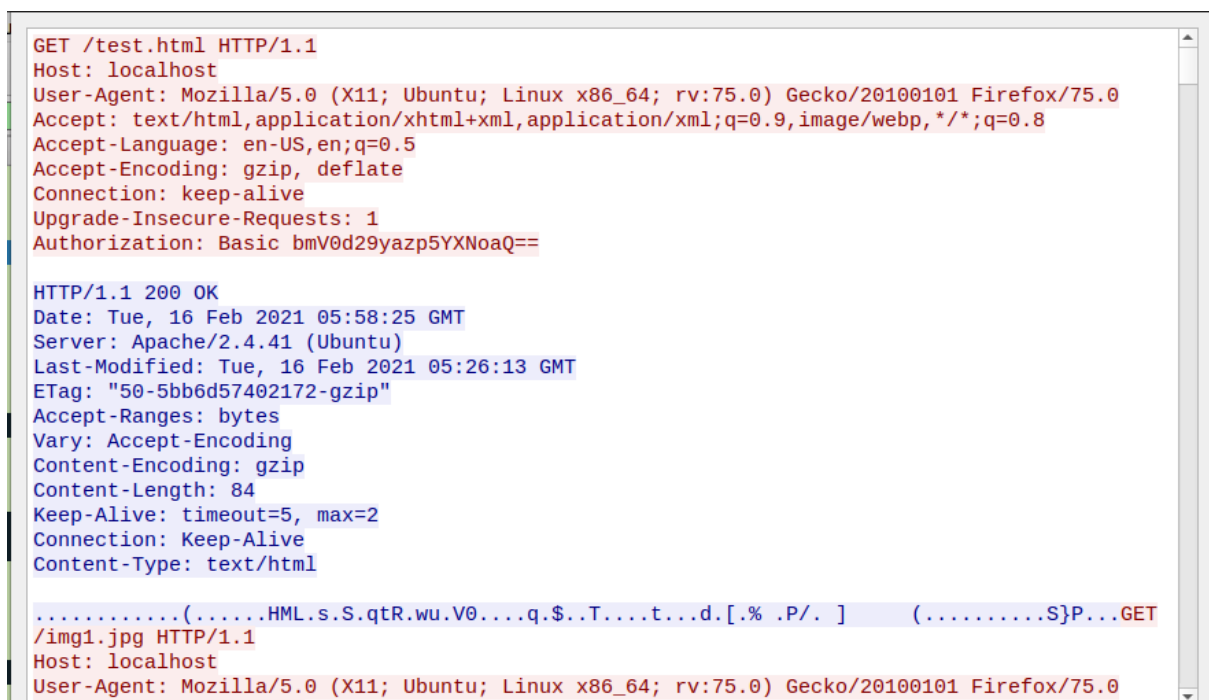 GET /test.html HTTP/1.1
Host: localhost
User-Agent: Mozilla/5.0 (X11; Ubuntu; Linux x86_64; rv:75.0) Gecko/20100101 Firefox/75.0
Accept: text/html,application/xhtml+xml,application/xml;q=0.9,image/webp,*/*;q=0.8
Accept-Language: en-US,en;q=0.5
Accept-Encoding: gzip, deflate
Connection: keep-alive
Upgrade-Insecure-Requests: 1
Authorization: Basic bmV0d29yazp5YXNoaQ==
HTTP/1.1 200 OK
Date: Tue, 16 Feb 2021 05:58:25 GMT
Server: Apache/2.4.41 (Ubuntu)
Last-Modified: Tue, 16 Feb 2021 05:26:13 GMT
ETag: "50-5bb6d57402172-gzip"
Accept-Ranges: bytes
Vary: Accept-Encoding
Content-Encoding: gzip
Content-Length: 84
Keep-Alive: timeout=5, max=2
Connection: Keep-Alive
Content-Type: text/html
............(......HML.s.S.qtR.wu.V0....q.$..T....t...d.[.% .P/. ]	(..........S}P...GET
/img1.jpg HTTP/1.1
Host: localhost
User-Agent: Mozilla/5.0 (X11; Ubuntu; Linux x86_64; rv:75.0) Gecko/20100101 Firefox/75.0